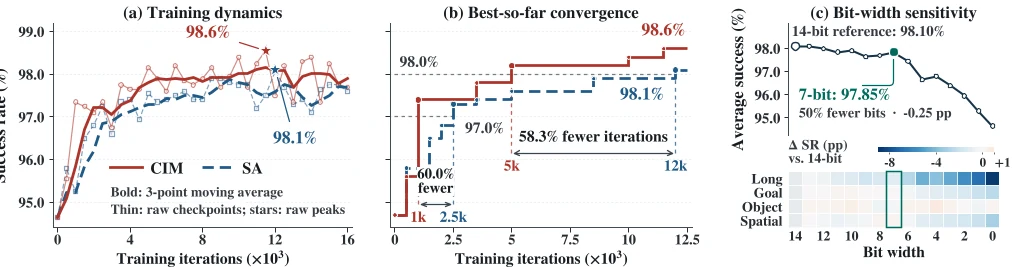 (a) Training dynamics
Success rate (%)
99.0
98.0
97.0
96.0
95.0
98.6%
98.1%
CIM
SA
Bold: 3-point moving average
Thin: raw checkpoints; stars: raw peaks
0
4
8
12
16
Training iterations (×10³)
(b) Best-so-far convergence
98.6%
98.0%
98.1%
97.0%
58.3% fewer iterations
60.0%
fewer
5k
12k
1k
2.5k
0
2.5
5
7.5
10
12.5
Training iterations (×10³)
(c) Bit-width sensitivity
Average success (%)
98.0
97.0
96.0
95.0
14-bit reference: 98.10%
7-bit: 97.85%
50% fewer bits · -0.25 pp
Δ SR (pp)
vs. 14-bit
-8
-4
0
+1
Long
Goal
Object
Spatial
14
12
10
8
6
4
2
0
Bit width